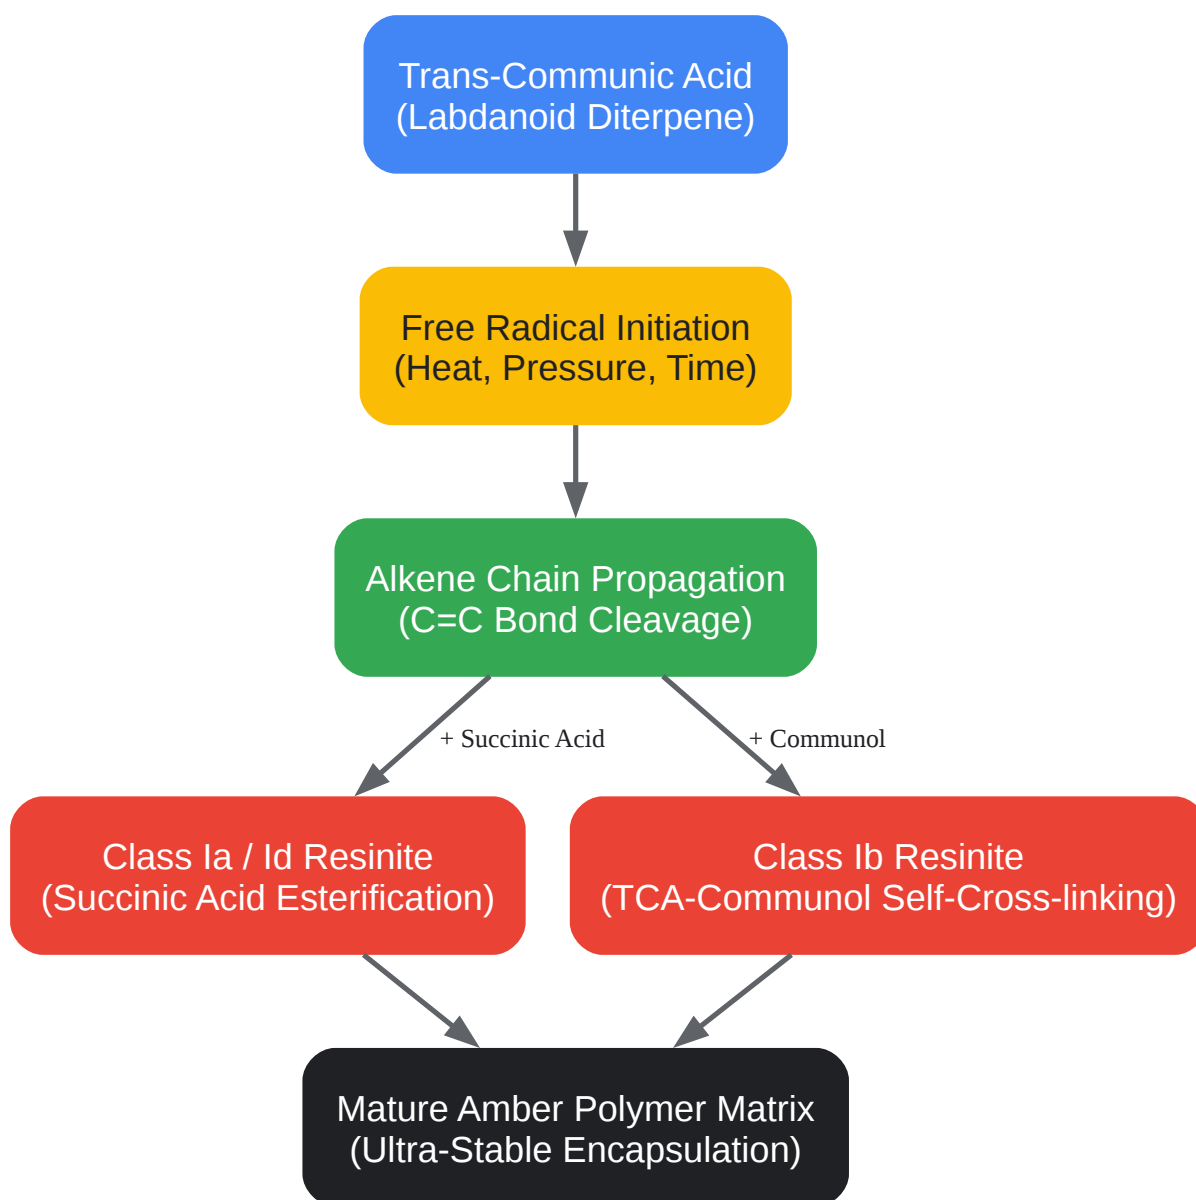 Trans-Communic Acid
(Labdanoid Diterpene)
Free Radical Initiation
(Heat, Pressure, Time)
Alkene Chain Propagation
(C=C Bond Cleavage)
+ Succinic Acid
+ Communol
Class Ia / Id Resinite
(Succinic Acid Esterification)
Class Ib Resinite
(TCA-Communol Self-Cross-linking)
Mature Amber Polymer Matrix
(Ultra-Stable Encapsulation)